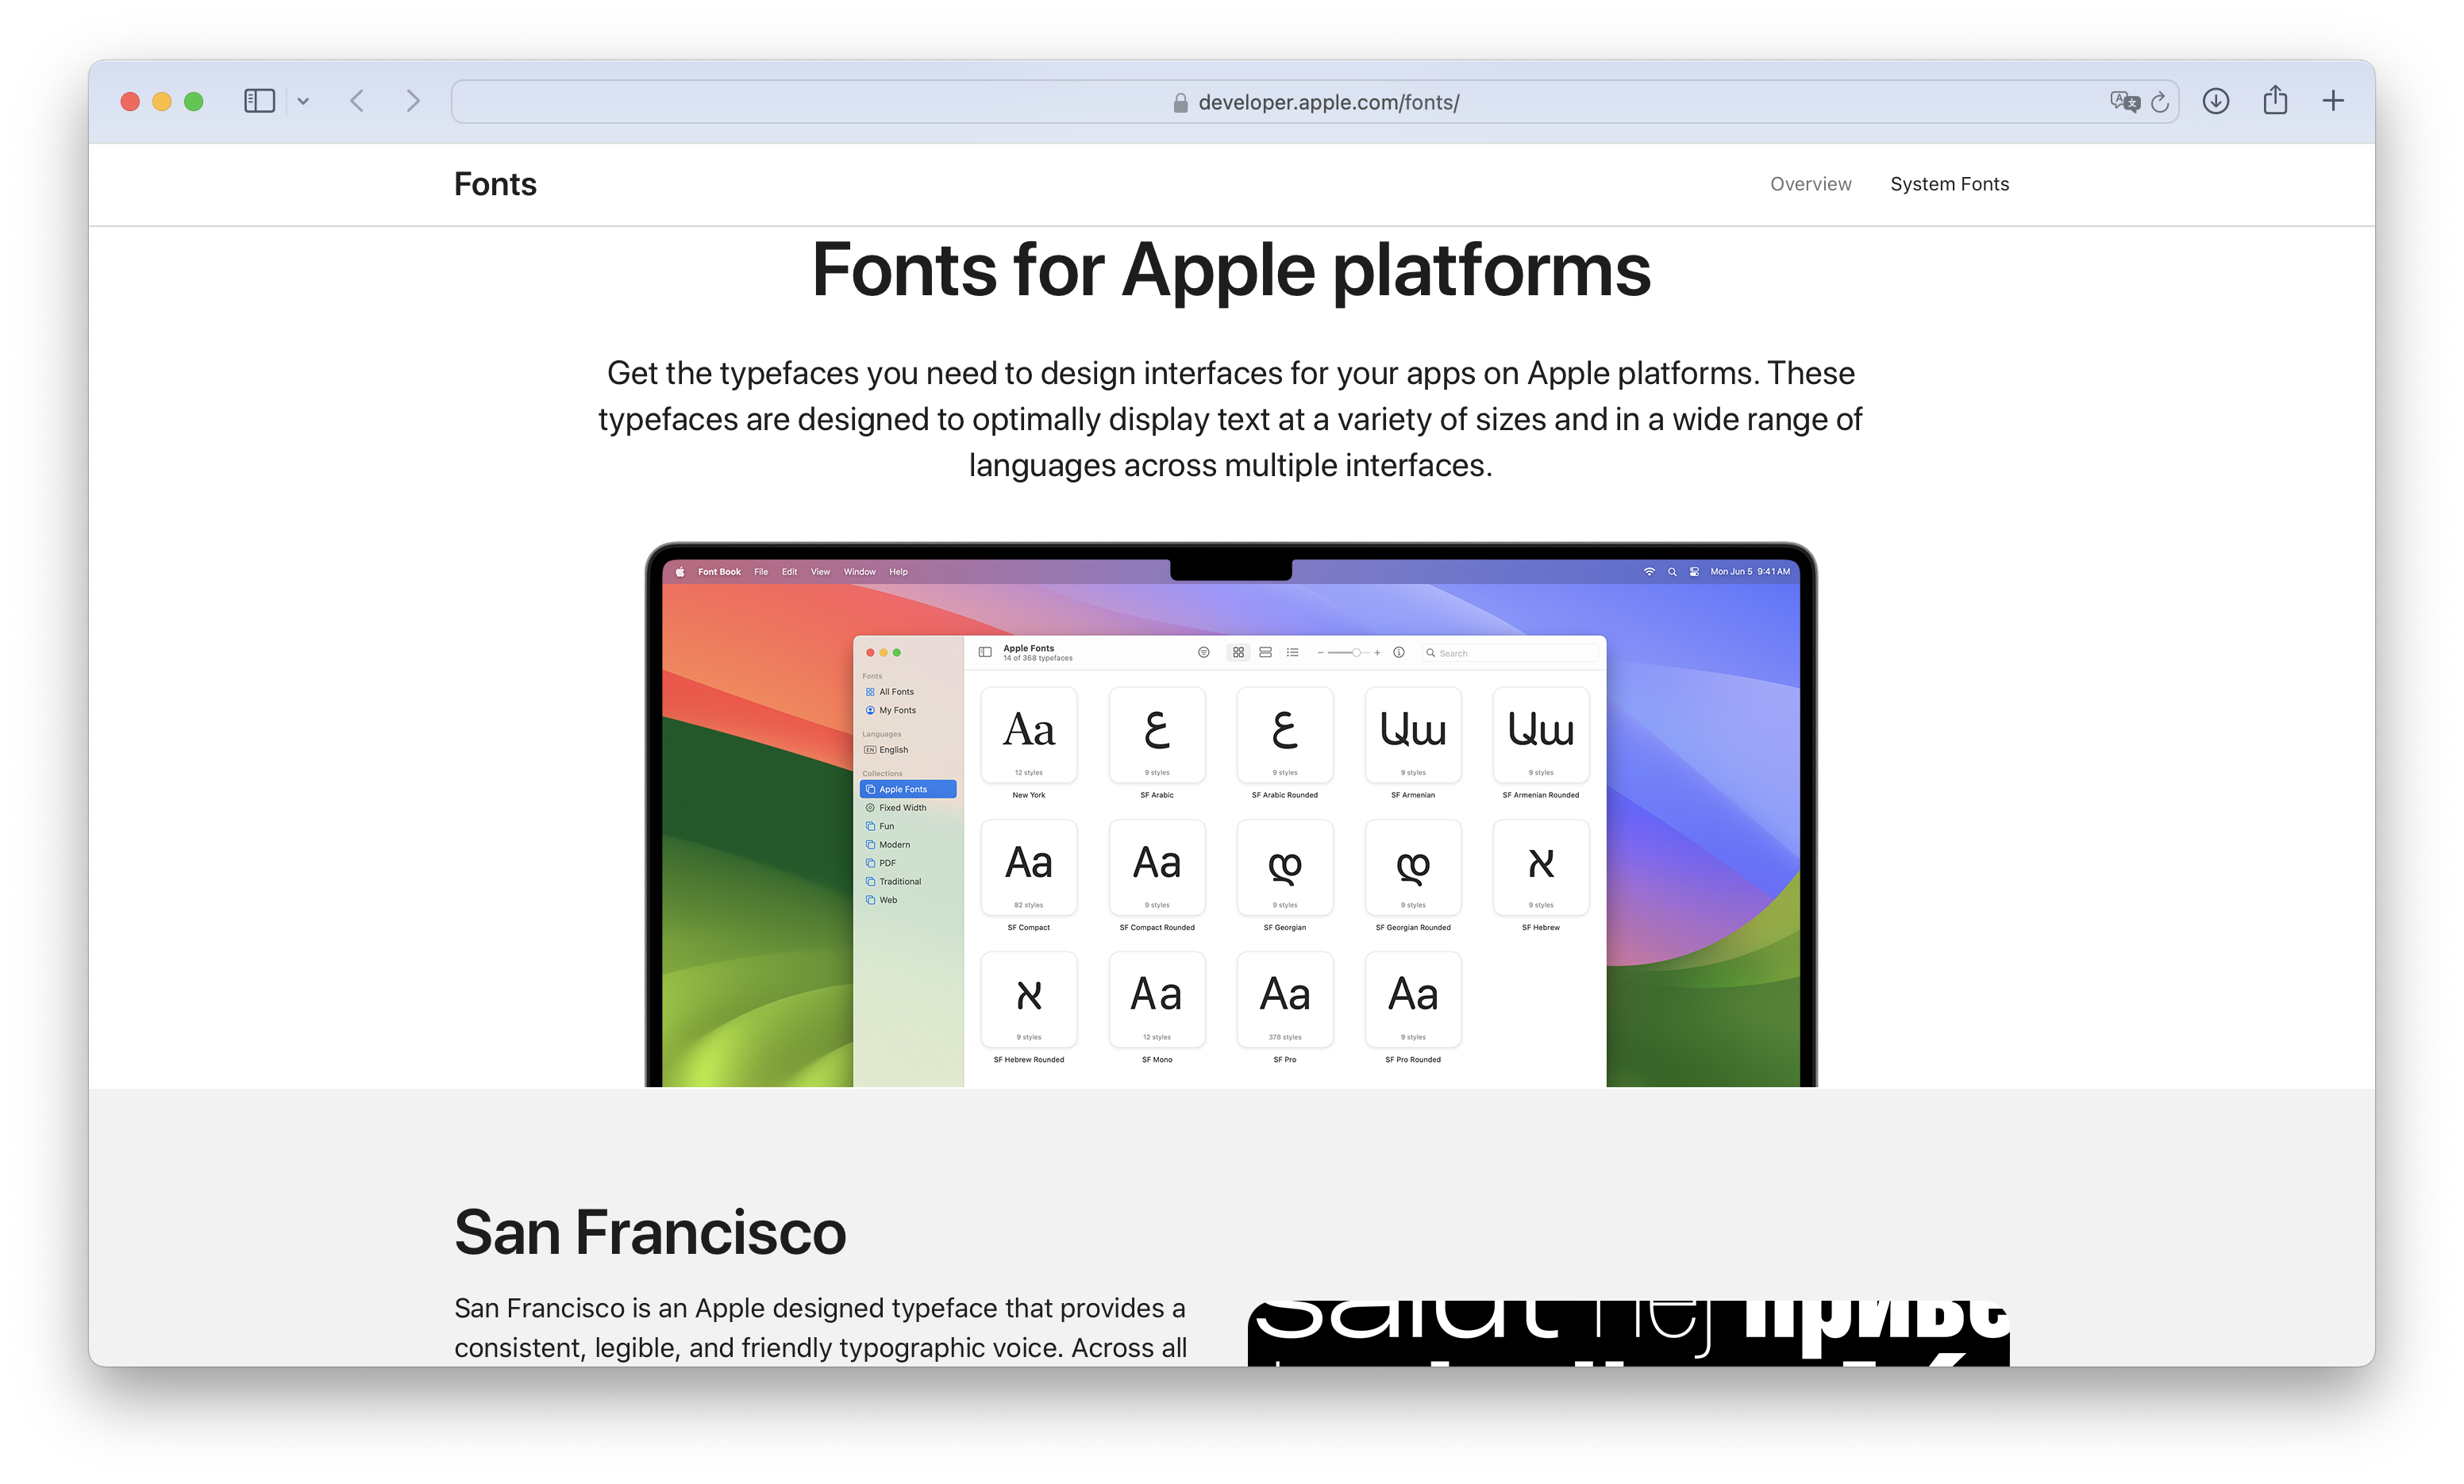 developer.apple.com/fonts/
Fonts
Overview
System Fonts
Fonts for Apple platforms
Get the typefaces you need to design interfaces for your apps on Apple platforms. These
typefaces are designed to optimally display text at a variety of sizes and in a wide range of
languages across multiple interfaces.
Font Book File Edit View Window Help
Mon Jun 5 9:41 AM
Apple Fonts
14 of 368 typefaces
Search
Fonts
All Fonts
My Fonts
Languages
EN English
Collections
Apple Fonts
Fixed Width
Fun
Modern
PDF
Traditional
Web
Aa ع ع Աա Աա
12 styles 9 styles 9 styles 9 styles 9 styles
New York SF Arabic SF Arabic Rounded SF Armenian SF Armenian Rounded
Aa Aa დ დ א
82 styles 9 styles 9 styles 9 styles 9 styles
SF Compact SF Compact Rounded SF Georgian SF Georgian Rounded SF Hebrew
א Aa Aa Aa
9 styles 12 styles 378 styles 9 styles
SF Hebrew Rounded SF Mono SF Pro SF Pro Rounded
San Francisco
San Francisco is an Apple designed typeface that provides a
consistent, legible, and friendly typographic voice. Across all
salut hej приве